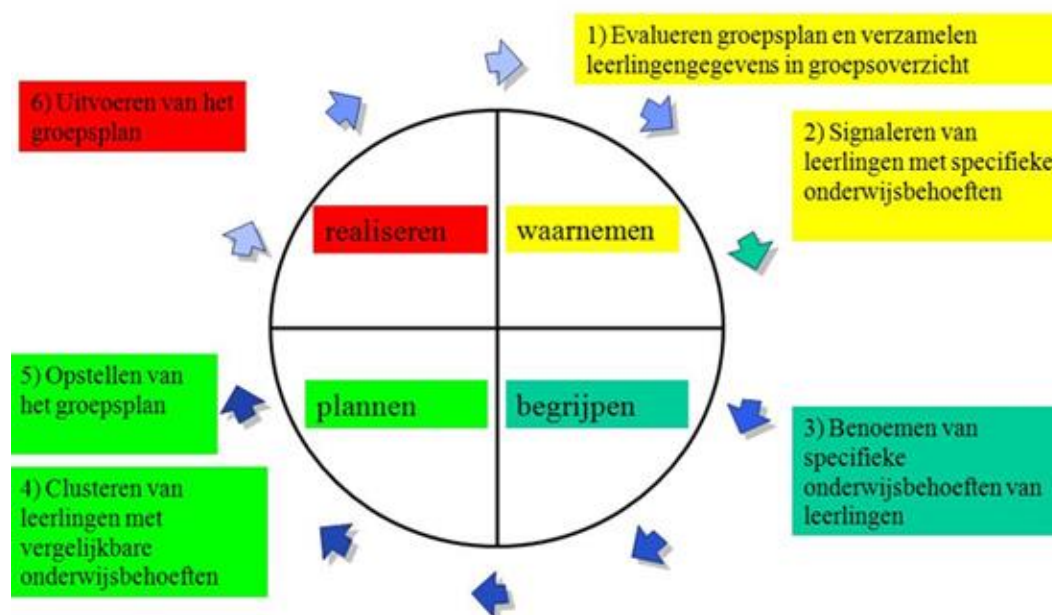 1) Evalueren groepsplan en verzamelen
leerlingengegevens in groepsoverzicht
2) Signaleren van
leerlingen met specifieke
onderwijsbehoeften
3) Benoemen van
specifieke
onderwijsbehoeften van
leerlingen
4) Clusteren van
leerlingen met
vergelijkbare
onderwijsbehoeften
5) Opstellen van
het groepsplan
6) Uitvoeren van het
groepsplan
realiseren
waarnemen
plannen
begrijpen